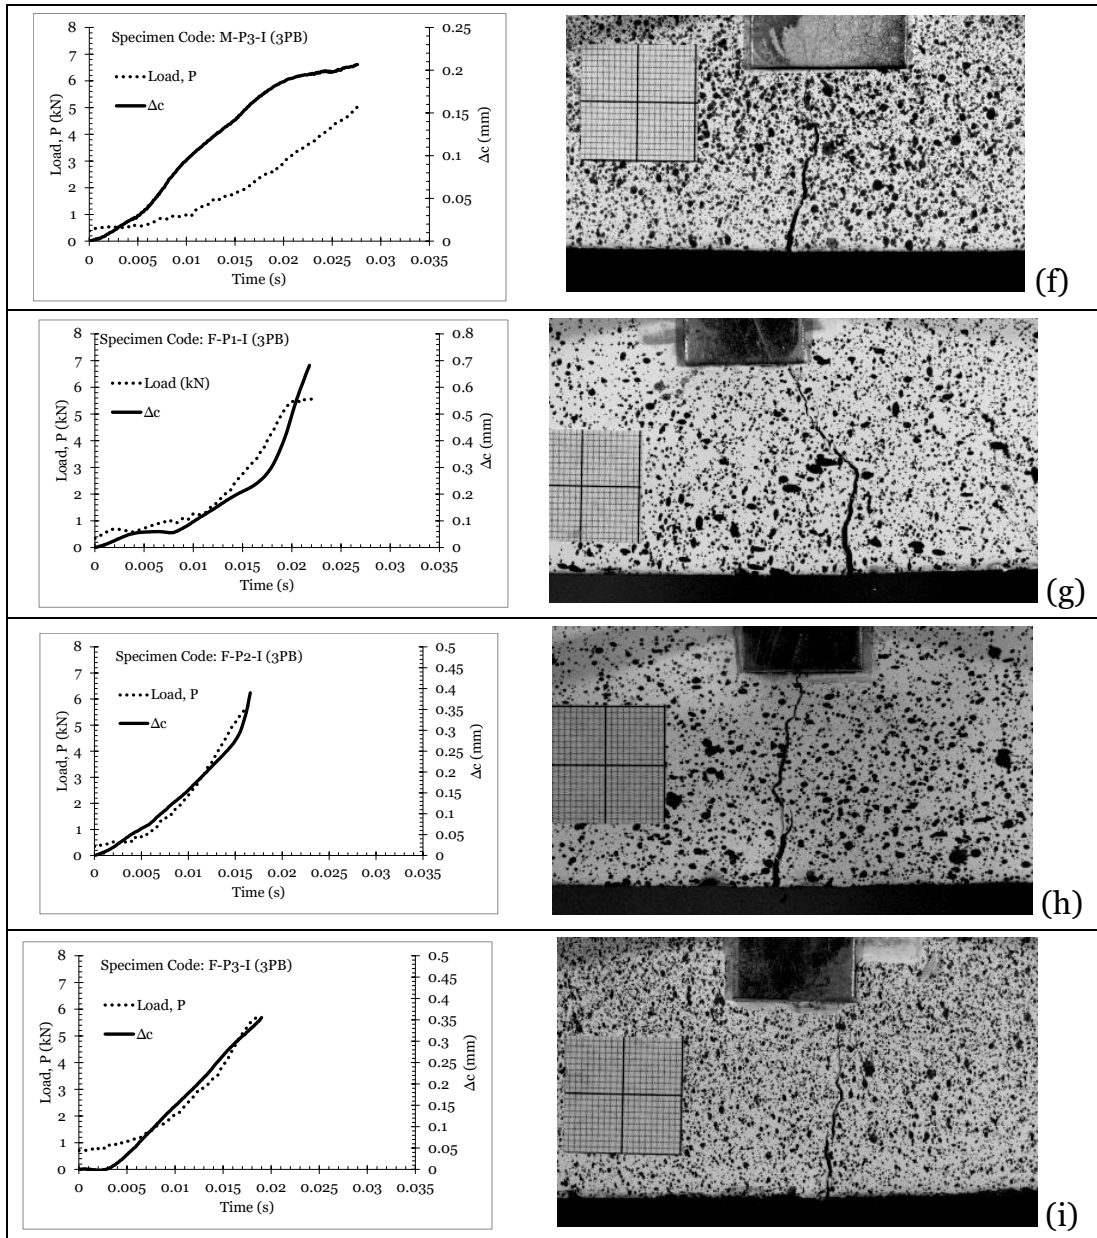 Specimen Code: M-P3-I (3PB)
Load, P
Δc
Load, P (kN)
8
7
6
5
4
3
2
1
0
0.25
0.2
0.15
0.1
0.05
0
Δc (mm)
0 0.005 0.01 0.015 0.02 0.025 0.03 0.035
Time (s)
(f)
Specimen Code: F-P1-I (3PB)
Load (kN)
Δc
Load, P (kN)
8
7
6
5
4
3
2
1
0
0.8
0.7
0.6
0.5
0.4
0.3
0.2
0.1
0
Δc (mm)
0 0.005 0.01 0.015 0.02 0.025 0.03 0.035
Time (s)
(g)
Specimen Code: F-P2-I (3PB)
Load, P
Δc
Load, P (kN)
8
7
6
5
4
3
2
1
0
0.5
0.45
0.4
0.35
0.3
0.25
0.2
0.15
0.1
0.05
0
Δc (mm)
0 0.005 0.01 0.015 0.02 0.025 0.03 0.035
Time (s)
(h)
Specimen Code: F-P3-I (3PB)
Load, P
Δc
Load, P (kN)
8
7
6
5
4
3
2
1
0
0.5
0.45
0.4
0.35
0.3
0.25
0.2
0.15
0.1
0.05
0
Δc (mm)
0 0.005 0.01 0.015 0.02 0.025 0.03 0.035
Time (s)
(i)